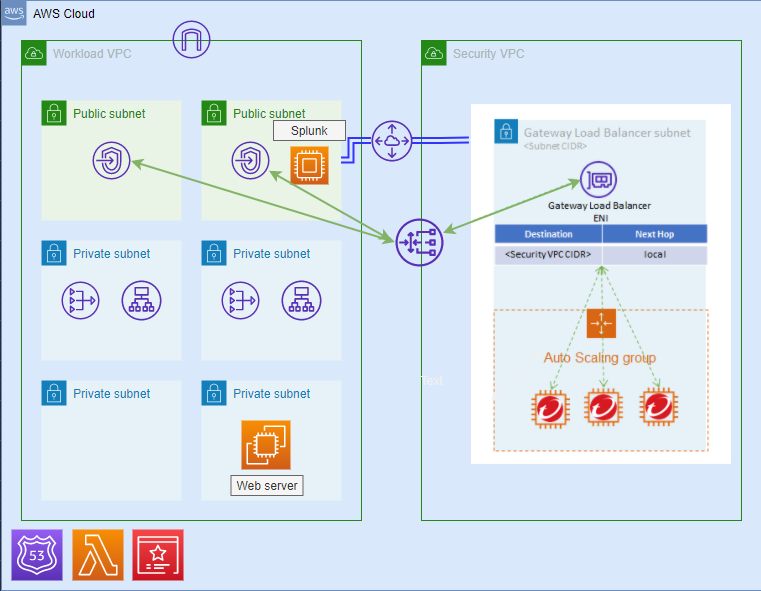 aws
AWS Cloud
Workload VPC
Security VPC
Public subnet
Public subnet
Splunk
Gateway Load Balancer subnet
<Subnet CIDR>
Gateway Load Balancer
ENI
Destination
Next Hop
<Security VPC CIDR>
local
Private subnet
Private subnet
Auto Scaling group
Text
Private subnet
Private subnet
Web server
53